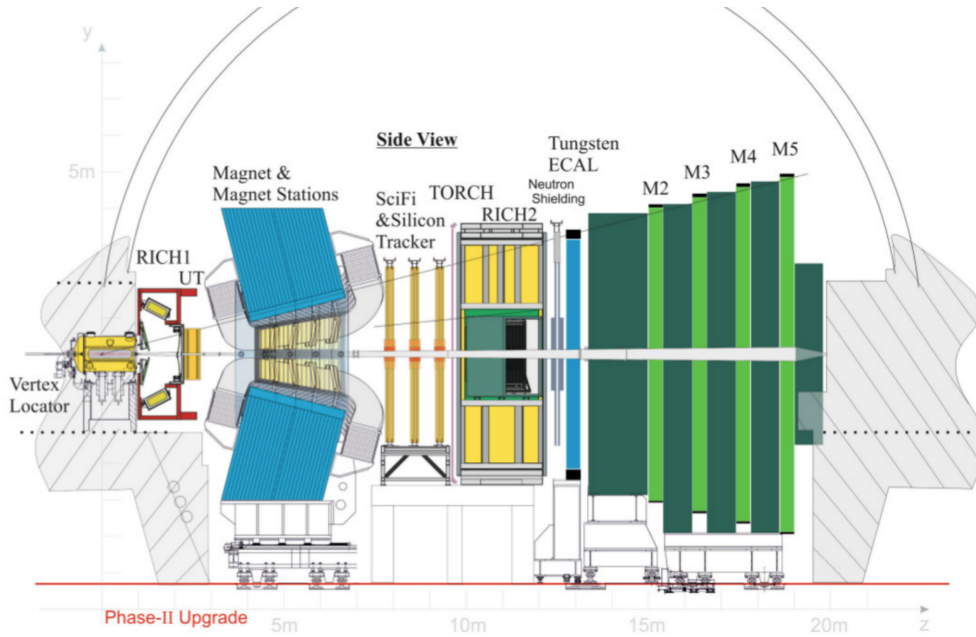 y
Side View
5m
Magnet &
Magnet Stations
SciFi
&Silicon
Tracker
TORCH
RICH2
Tungsten
ECAL
Neutron
Shielding
M2
M3
M4
M5
RICH1
UT
Vertex
Locator
Phase-II Upgrade
5m
10m
15m
20m
z